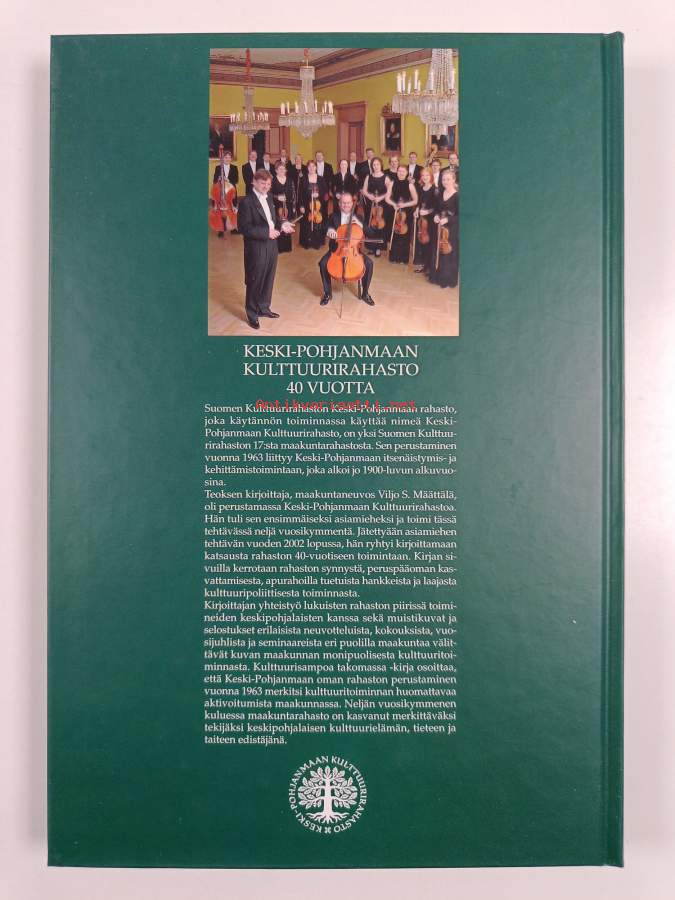 KESKI-POHJANMAAN
KULTTUURIRAHASTO
40 VUOTTA
Antikvariaatti.net
Suomen Kulttuurirahaston Keski-Pohjanmaan rahasto,
joka käytännön toiminnassa käyttää nimeä Keski-
Pohjanmaan Kulttuurirahasto, on yksi Suomen Kulttuu-
rirahaston 17:sta maakuntarahastosta. Sen perustaminen
vuonna 1963 liittyy Keski-Pohjanmaan itsenäistymis- ja
kehittämistoimintaan, joka alkoi jo 1900-luvun alkuvuo-
sina.
Teoksen kirjoittaja, maakuntaneuvos Viljo S. Määttälä,
oli perustamassa Keski-Pohjanmaan Kulttuurirahastoa.
Hän tuli sen ensimmäiseksi asiamieheksi ja toimi tässä
tehtävässä neljä vuosikymmentä. Jätettyään asiamiehen
tehtävän vuoden 2002 lopussa, hän ryhtyi kirjoittamaan
katsausta rahaston 40-vuotiseen toimintaan. Kirjan si-
vuilla kerrotaan rahaston synnystä, peruspääoman kas-
vattamisesta, apurahoilla tuetuista hankkeista ja laajasta
kulttuuripoliittisesta toiminnasta.
Kirjoittajan yhteistyö lukuisten rahaston piirissä toimi-
neiden keskipohjalaisten kanssa sekä muistikuvat ja
selostukset erilaisista neuvotteluista, kokouksista, vuo-
sijuhlista ja seminaareista eri puolilla maakuntaa välit-
tävät kuvan maakunnan monipuolisesta kulttuuritoi-
minnasta. Kulttuurisampoa takomassa -kirja osoittaa,
että Keski-Pohjanmaan oman rahaston perustaminen
vuonna 1963 merkitsi kulttuuritoiminnan huomattavaa
aktivoitumista maakunnassa. Neljän vuosikymmenen
kuluessa maakuntarahasto on kasvanut merkittäväksi
tekijäksi keskipohjalaisen kulttuurielämän, tieteen ja
taiteen edistäjänä.
KESKI-POHJANMAAN KULTTUURIRAHASTO